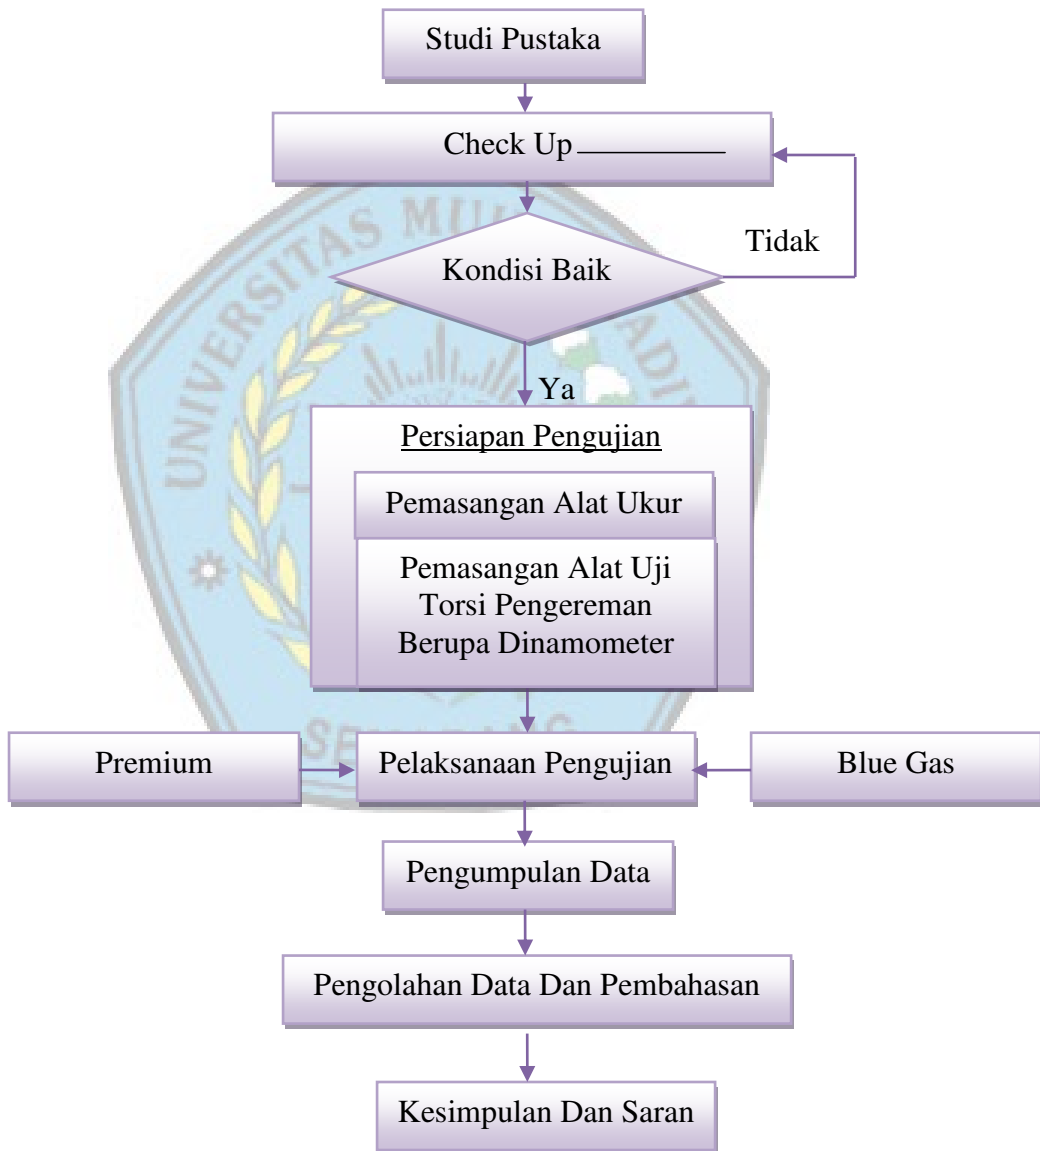 Studi Pustaka
Check Up
Kondisi Baik
Tidak
Ya
Persiapan Pengujian
Pemasangan Alat Ukur
Pemasangan Alat Uji
Torsi Pengereman
Berupa Dinamometer
Premium
Pelaksanaan Pengujian
Blue Gas
Pengumpulan Data
Pengolahan Data Dan Pembahasan
Kesimpulan Dan Saran
UNIVERSITAS